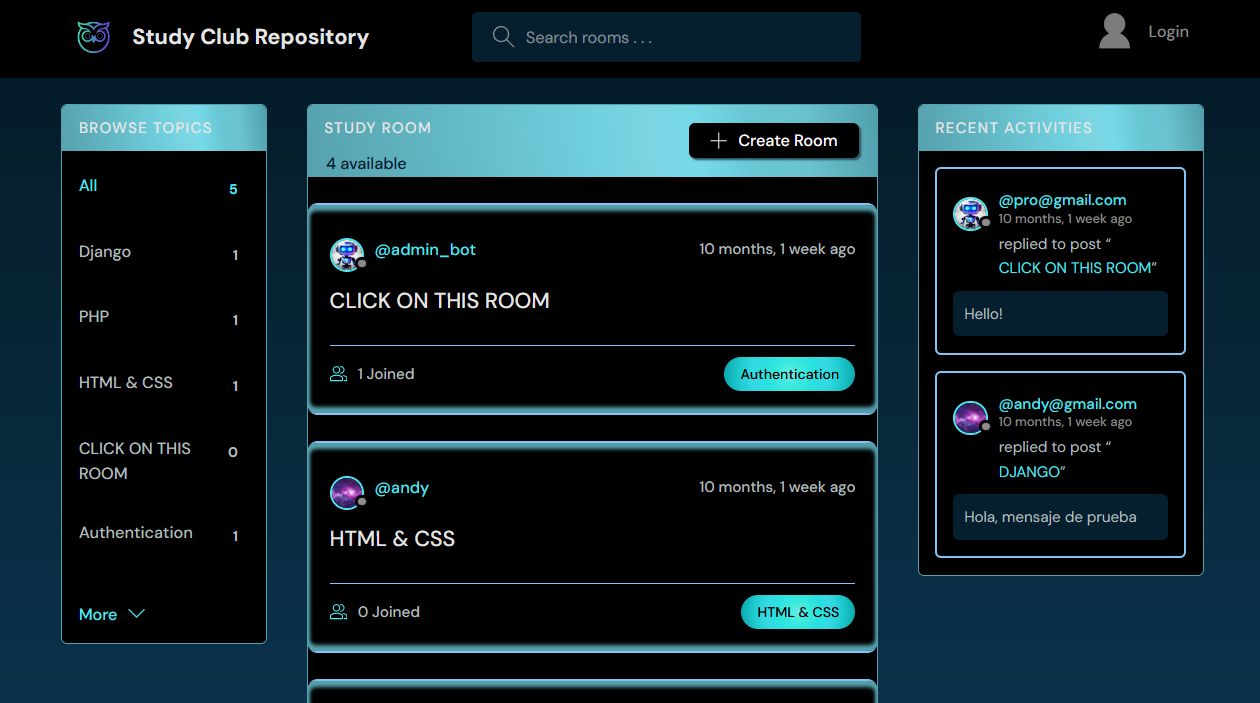 Study Club Repository
Search rooms . . .
Login
BROWSE TOPICS
All 5
Django 1
PHP 1
HTML & CSS 1
CLICK ON THIS
ROOM 0
Authentication 1
More
STUDY ROOM
4 available
Create Room
@admin_bot 10 months, 1 week ago
CLICK ON THIS ROOM
1 Joined Authentication
@andy 10 months, 1 week ago
HTML & CSS
0 Joined HTML & CSS
RECENT ACTIVITIES
@pro@gmail.com
10 months, 1 week ago
replied to post “
CLICK ON THIS ROOM”
Hello!
@andy@gmail.com
10 months, 1 week ago
replied to post “
DJANGO”
Hola, mensaje de prueba